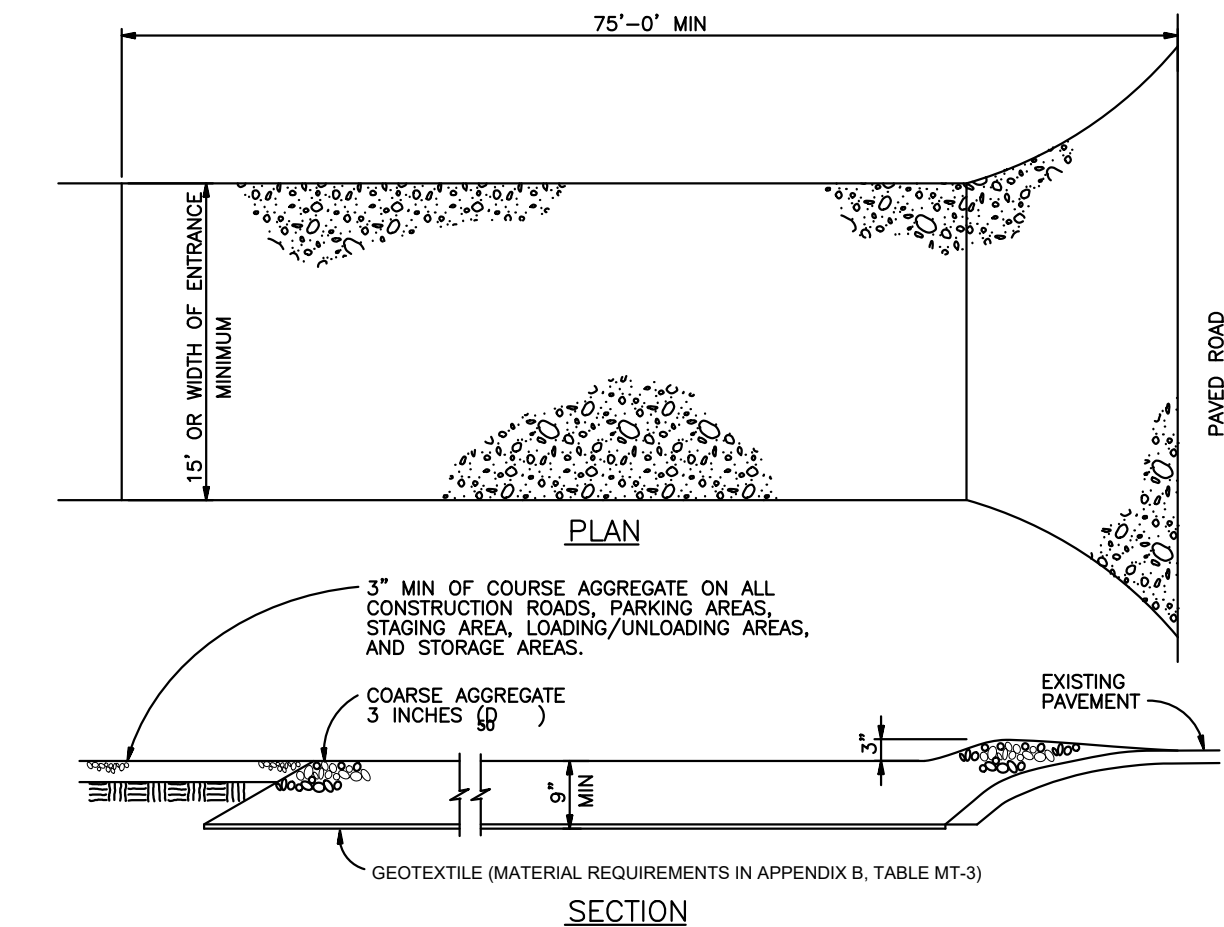 75'-0' MIN
15' OR WIDTH OF ENTRANCE
MINIMUM
PAVED ROAD
PLAN
3" MIN OF COURSE AGGREGATE ON ALL
CONSTRUCTION ROADS, PARKING AREAS,
STAGING AREA, LOADING/UNLOADING AREAS,
AND STORAGE AREAS.
COARSE AGGREGATE
3 INCHES (D50)
EXISTING
PAVEMENT
3"
9"
MIN
GEOTEXTILE (MATERIAL REQUIREMENTS IN APPENDIX B, TABLE MT-3)
SECTION